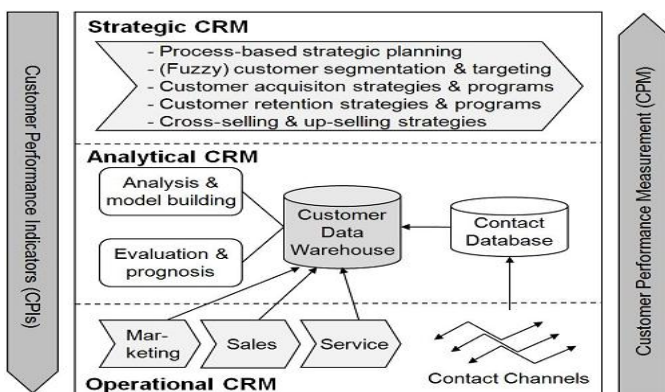 Customer Performance Indicators (CPIs)
Strategic CRM
- Process-based strategic planning
- (Fuzzy) customer segmentation & targeting
- Customer acquisiton strategies & programs
- Customer retention strategies & programs
- Cross-selling & up-selling strategies
Analytical CRM
Analysis &
model building
Evaluation &
prognosis
Customer
Data
Warehouse
Contact
Database
Mar-
keting
Sales
Service
Contact Channels
Operational CRM
Customer Performance Measurement (CPM)